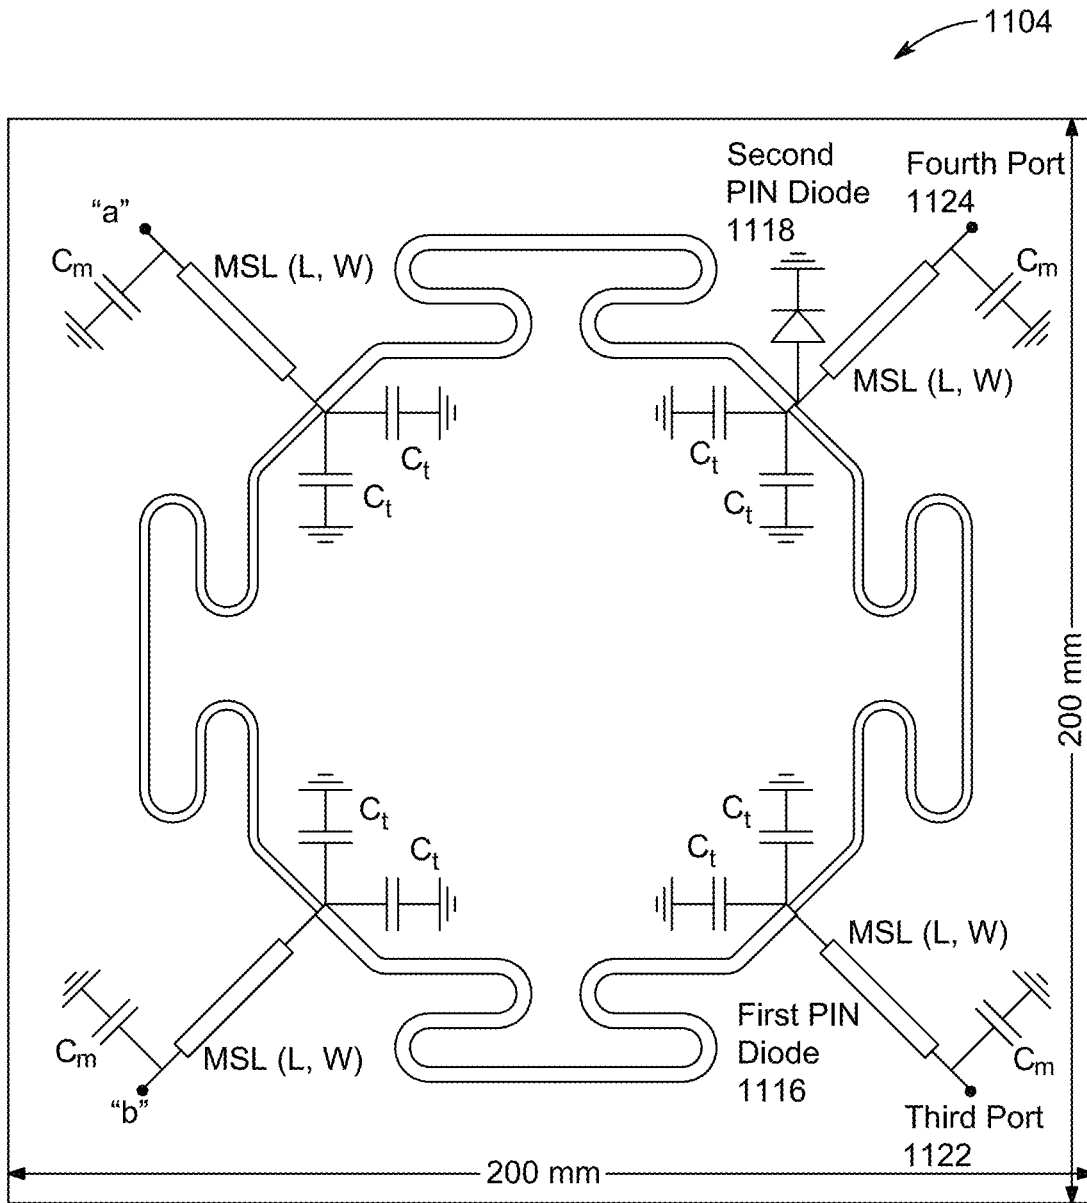 1104
Second
PIN Diode
1118
Fourth Port
1124
"a"
Cm
MSL (L, W)
Cm
MSL (L, W)
Ct
Ct
Ct
Ct
200 mm
Ct
Ct
Ct
Ct
MSL (L, W)
Cm
MSL (L, W)
"b"
First PIN
Diode
1116
Cm
Third Port
1122
200 mm